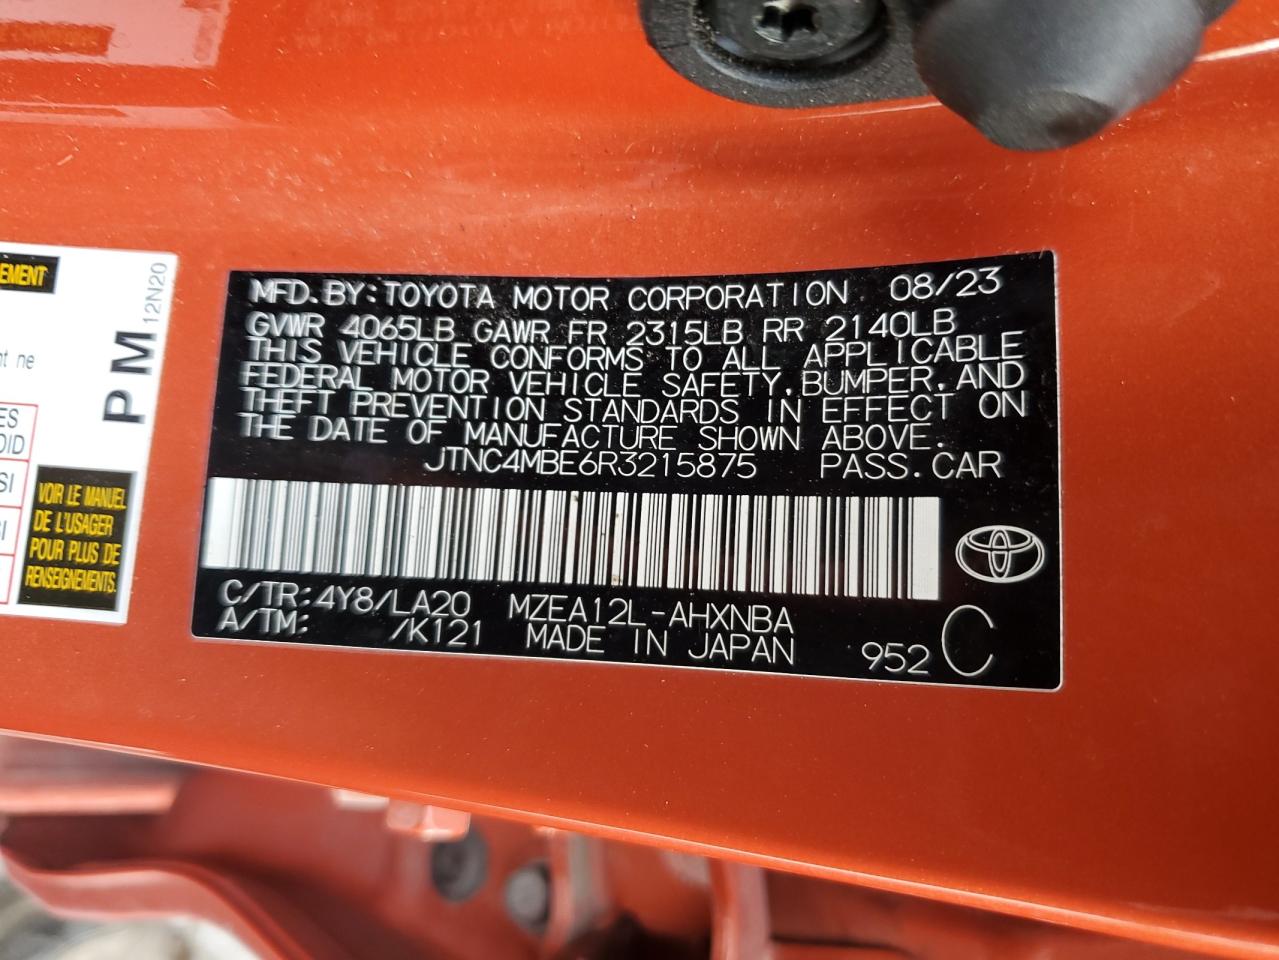 EMENT
nt ne
ES
OID
SI
SI
PM 12N20
VOIR LE MANUEL
DE L'USAGER
POUR PLUS DE
RENSEIGNEMENTS.
MFD.BY:TOYOTA MOTOR CORPORATION 08/23
GVWR 4065LB GAWR FR 2315LB RR 2140LB
THIS VEHICLE CONFORMS TO ALL APPLICABLE
FEDERAL MOTOR VEHICLE SAFETY,BUMPER,AND
THEFT PREVENTION STANDARDS IN EFFECT ON
THE DATE OF MANUFACTURE SHOWN ABOVE.
JTNC4MBE6R3215875 PASS.CAR
C/TR:4Y8/LA20 MZEA12L-AHXNBA
A/TM: /K121 MADE IN JAPAN 952 C